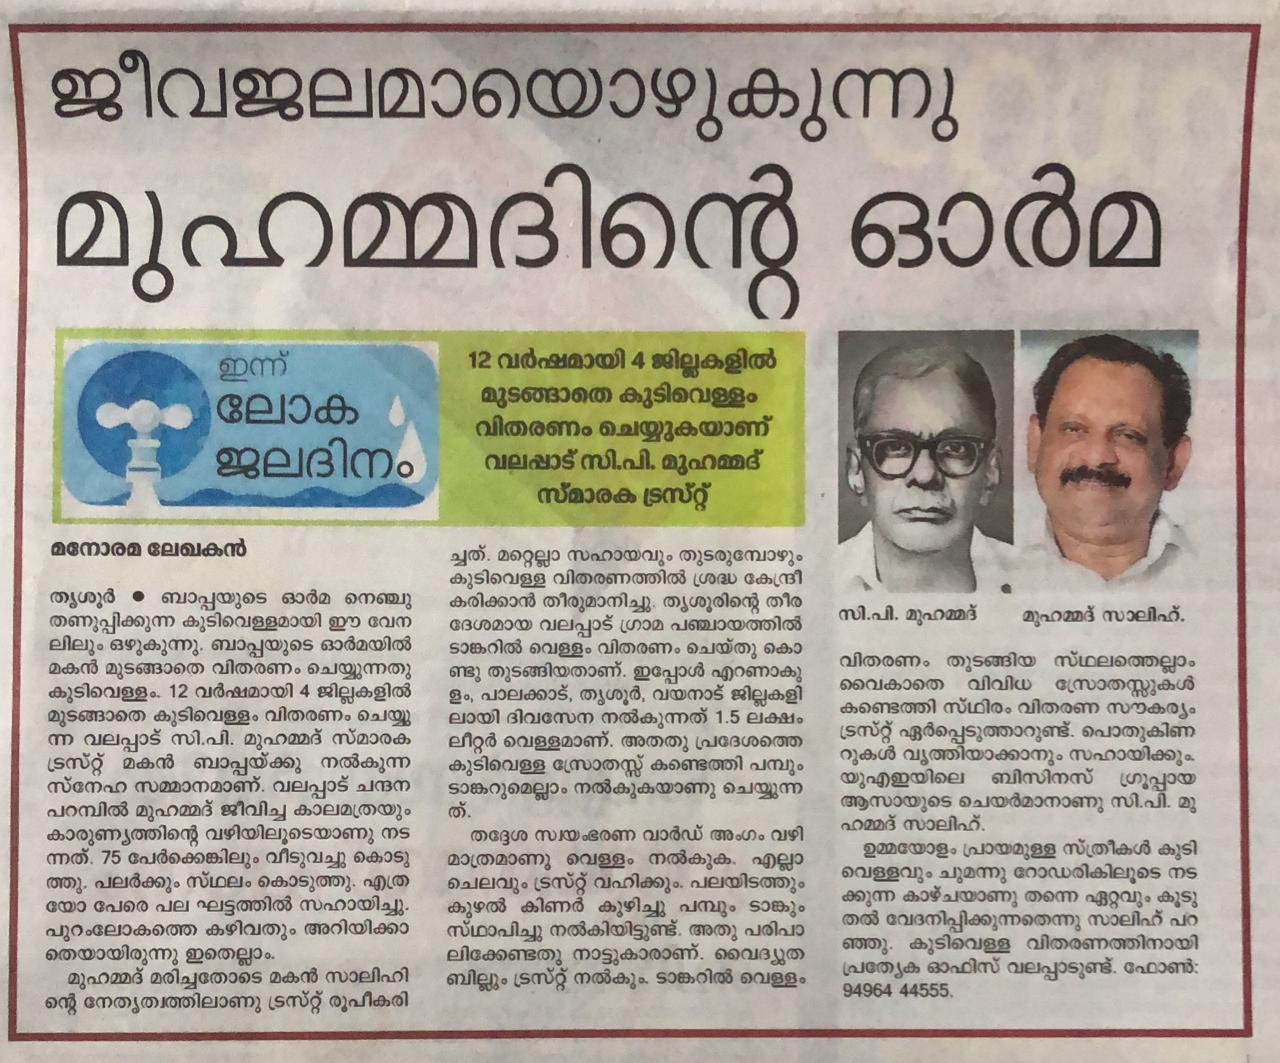 ജീവജലമായൊഴുകുന്നു
മുഹമ്മദിന്റെ ഓർമ
ഇന്ന്
ലോക
ജലദിനം
12 വർഷമായി 4 ജില്ലകളിൽ
മുടങ്ങാതെ കുടിവെള്ളം
വിതരണം ചെയ്യുകയാണ്
വലപ്പാട് സി.പി. മുഹമ്മദ്
സ്മാരക ട്രസ്റ്റ്
മനോരമ ലേഖകൻ
തൃശൂർ ● ബാപ്പയുടെ ഓർമ നെഞ്ചു
തണുപ്പിക്കുന്ന കുടിവെള്ളമായി ഈ വേന
ലിലും ഒഴുകുന്നു. ബാപ്പയുടെ ഓർമയിൽ
മകൻ മുടങ്ങാതെ വിതരണം ചെയ്യുന്നതു
കുടിവെള്ളം. 12 വർഷമായി 4 ജില്ലകളിൽ
മുടങ്ങാതെ കുടിവെള്ളം വിതരണം ചെയ്യു
ന്ന വലപ്പാട് സി.പി. മുഹമ്മദ് സ്മാരക
ട്രസ്റ്റ് മകൻ ബാപ്പയ്ക്കു നൽകുന്ന
സ്നേഹ സമ്മാനമാണ്. വലപ്പാട് ചന്ദന
പറമ്പിൽ മുഹമ്മദ് ജീവിച്ച കാലമത്രയും
കാരുണ്യത്തിന്റെ വഴിയിലൂടെയാണു നട
ന്നത്. 75 പേർക്കെങ്കിലും വീടുവച്ചു കൊടു
ത്തു. പലർക്കും സ്ഥലം കൊടുത്തു. എത്ര
യോ പേരെ പല ഘട്ടത്തിൽ സഹായിച്ചു.
പുറംലോകത്തെ കഴിവതും അറിയിക്കാ
തെയായിരുന്നു ഇതെല്ലാം.
മുഹമ്മദ് മരിച്ചതോടെ മകൻ സാലിഹി
ന്റെ നേതൃത്വത്തിലാണു ട്രസ്റ്റ് രൂപീകരി
ച്ചത്. മറ്റെല്ലാ സഹായവും തുടരുമ്പോഴും
കുടിവെള്ള വിതരണത്തിൽ ശ്രദ്ധ കേന്ദ്രീ
കരിക്കാൻ തീരുമാനിച്ചു. തൃശൂരിന്റെ തീര
ദേശമായ വലപ്പാട് ഗ്രാമ പഞ്ചായത്തിൽ
ടാങ്കറിൽ വെള്ളം വിതരണം ചെയ്തു കൊ
ണ്ടു തുടങ്ങിയതാണ്. ഇപ്പോൾ എറണാകു
ളം, പാലക്കാട്, തൃശൂർ, വയനാട് ജില്ലകളി
ലായി ദിവസേന നൽകുന്നത് 1.5 ലക്ഷം
ലീറ്റർ വെള്ളമാണ്. അതതു പ്രദേശത്തെ
കുടിവെള്ള സ്രോതസ്സ് കണ്ടെത്തി പമ്പും
ടാങ്കറുമെല്ലാം നൽകുകയാണു ചെയ്യുന്ന
ത്.
തദ്ദേശ സ്വയംഭരണ വാർഡ് അംഗം വഴി
മാത്രമാണു വെള്ളം നൽകുക. എല്ലാ
ചെലവും ട്രസ്റ്റ് വഹിക്കും. പലയിടത്തും
കുഴൽ കിണർ കുഴിച്ചു പമ്പും ടാങ്കും
സ്ഥാപിച്ചു നൽകിയിട്ടുണ്ട്. അതു പരിപാ
ലിക്കേണ്ടതു നാട്ടുകാരാണ്. വൈദ്യുത
ബില്ലും ട്രസ്റ്റ് നൽകും. ടാങ്കറിൽ വെള്ളം
സി.പി. മുഹമ്മദ് മുഹമ്മദ് സാലിഹ്.
വിതരണം തുടങ്ങിയ സ്ഥലത്തെല്ലാം
വൈകാതെ വിവിധ സ്രോതസ്സുകൾ
കണ്ടെത്തി സ്ഥിരം വിതരണ സൗകര്യം
ട്രസ്റ്റ് ഏർപ്പെടുത്താറുണ്ട്. പൊതുകിണ
റുകൾ വൃത്തിയാക്കാനും സഹായിക്കും.
യുഎഇയിലെ ബിസിനസ് ഗ്രൂപ്പായ
ആസായുടെ ചെയർമാനാണു സി.പി. മു
ഹമ്മദ് സാലിഹ്.
ഉമ്മയോളം പ്രായമുള്ള സ്ത്രീകൾ കുടി
വെള്ളവും ചുമന്നു റോഡരികിലൂടെ നട
ക്കുന്ന കാഴ്ചയാണു തന്നെ ഏറ്റവും കൂടു
തൽ വേദനിപ്പിക്കുന്നതെന്നു സാലിഹ് പറ
ഞ്ഞു. കുടിവെള്ള വിതരണത്തിനായി
പ്രത്യേക ഓഫിസ് വലപ്പാടുണ്ട്. ഫോൺ:
94964 44555.